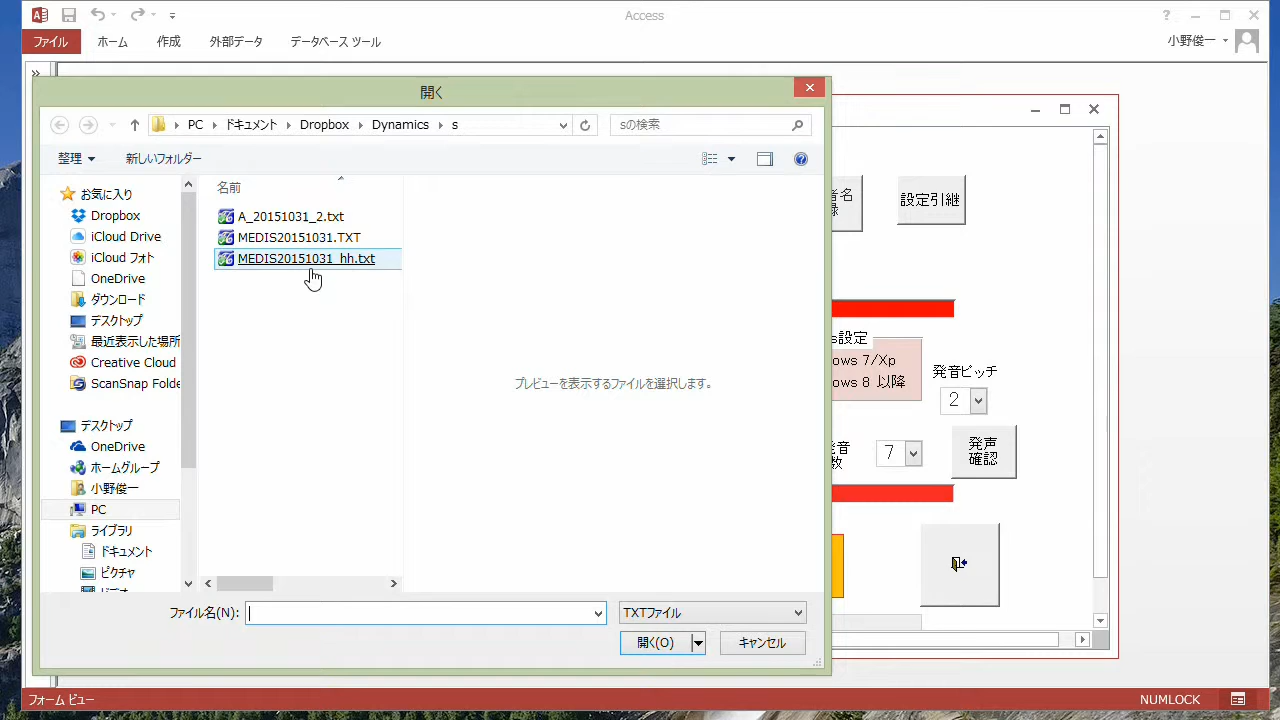 Access
ファイル
ホーム
作成
外部データ
データベース ツール
小野俊一
開く
PC
ドキュメント
Dropbox
Dynamics
s
sの検索
整理
新しいフォルダー
お気に入り
Dropbox
iCloud Drive
iCloud フォト
OneDrive
ダウンロード
デスクトップ
最近表示した場所
Creative Cloud
ScanSnap Folde
デスクトップ
OneDrive
ホームグループ
小野俊一
PC
ライブラリ
ドキュメント
ピクチャ
名前
A_20151031_2.txt
MEDIS20151031.TXT
MEDIS20151031_hh.txt
プレビューを表示するファイルを選択します。
ファイル名(N):
TXTファイル
開く(O)
キャンセル
者名
録
設定引継
s設定
ows 7/Xp
ows 8 以降
発音ピッチ
2
発音
数
7
発声
確認
フォーム ビュー
NUMLOCK